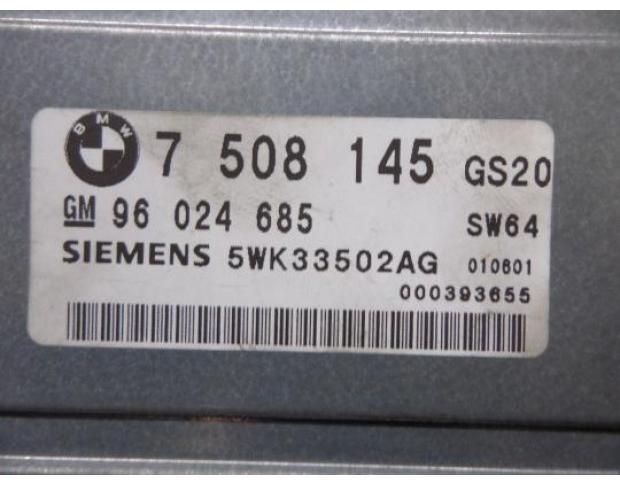 BMW 7 508 145 GS20
GM 96 024 685 SW64
SIEMENS 5WK33502AG 010601
000393655